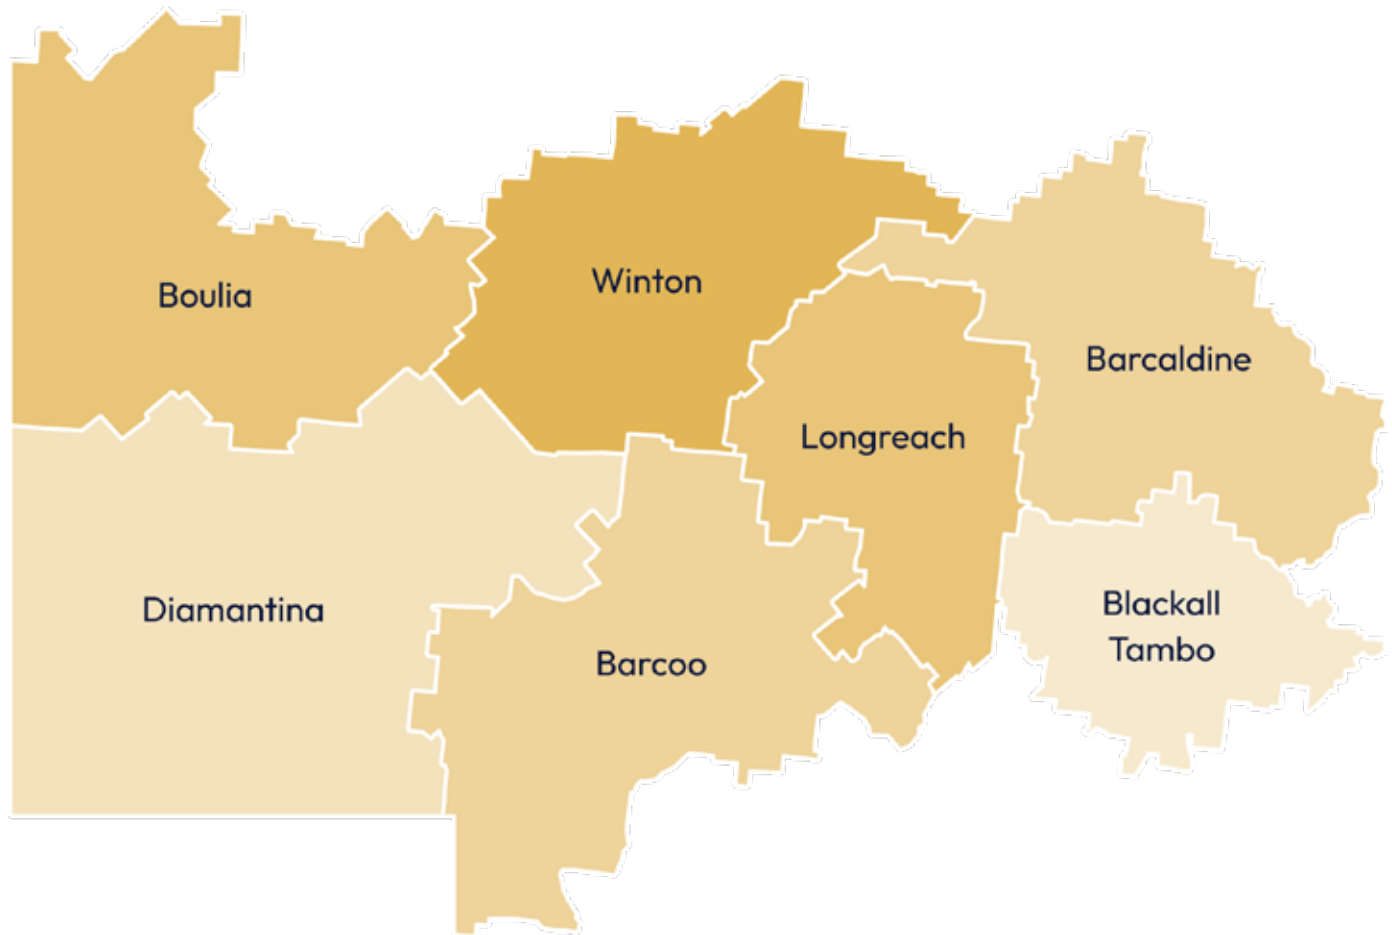 Boulia
Winton
Barcaldine
Longreach
Diamantina
Blackall
Tambo
Barcoo